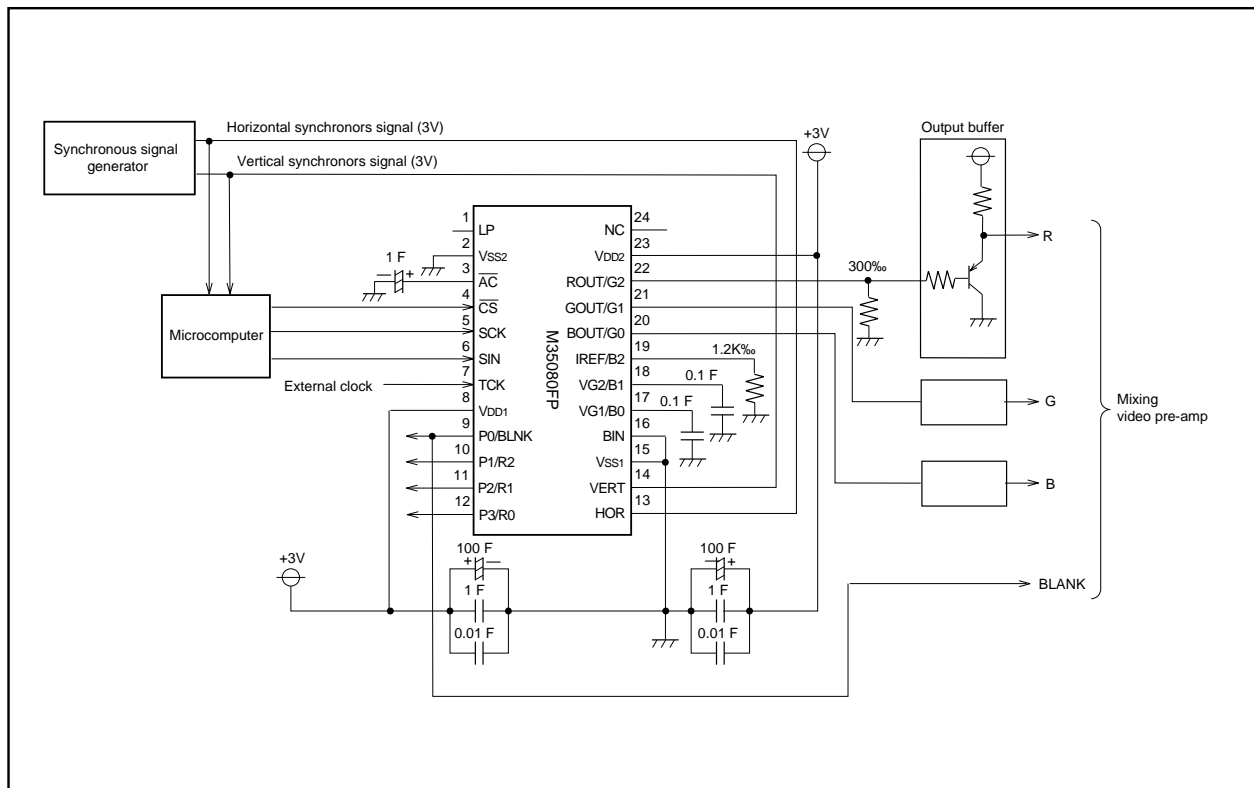 Horizontal synchronors signal (3V)
Synchronous signal
generator
Vertical synchronors signal (3V)
+3V
Output buffer
1
LP
2
VSS2
1 F
− +
3
AC
4
CS
5
SCK
6
SIN
7
TCK
8
VDD1
9
P0/BLNK
10
P1/R2
11
P2/R1
12
P3/R0
Microcomputer
External clock
M35080FP
24
NC
23
VDD2
22
ROUT/G2
21
GOUT/G1
20
BOUT/G0
19
IREF/B2
18
VG2/B1
17
VG1/B0
16
BIN
15
VSS1
14
VERT
13
HOR
300‰
1.2K‰
0.1 F
0.1 F
R
G
B
BLANK
Mixing
video pre-amp
+3V
100 F
+ −
1 F
0.01 F
100 F
− +
1 F
0.01 F